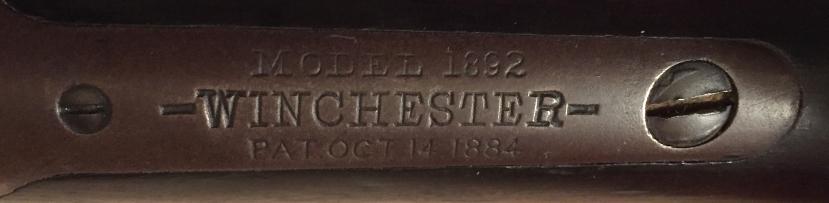 MODEL 1892
-WINCHESTER-
PAT. OCT 14. 1884.